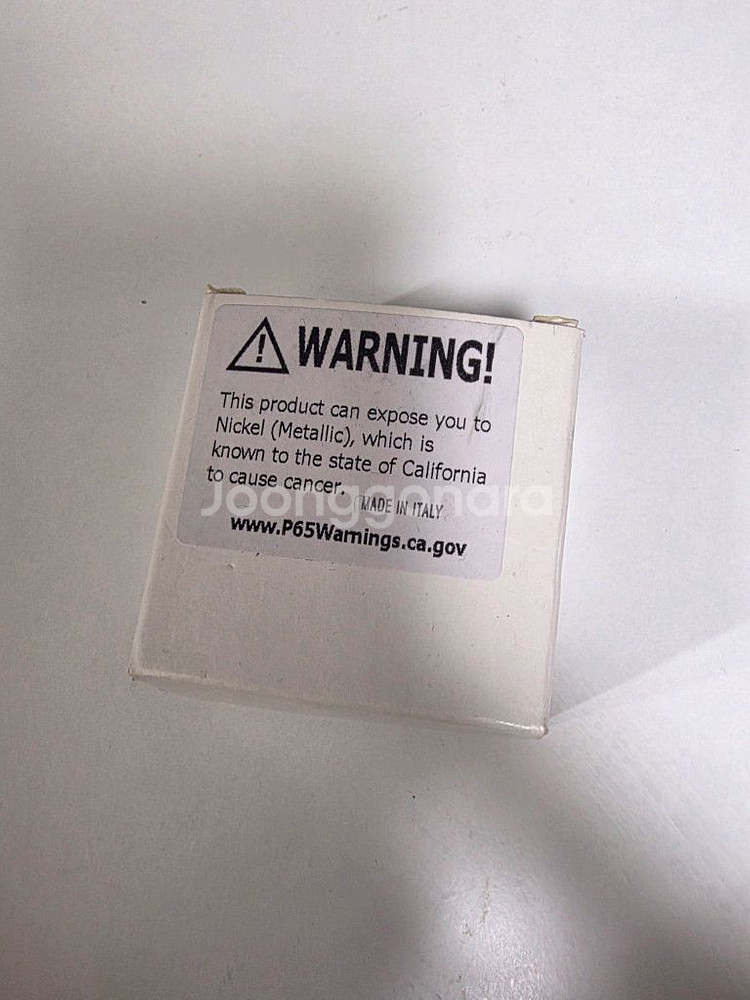 WARNING!
This product can expose you to
Nickel (Metallic), which is
known to the state of California
to cause cancer.
MADE IN ITALY
www.P65Warnings.ca.gov
Joonggonara